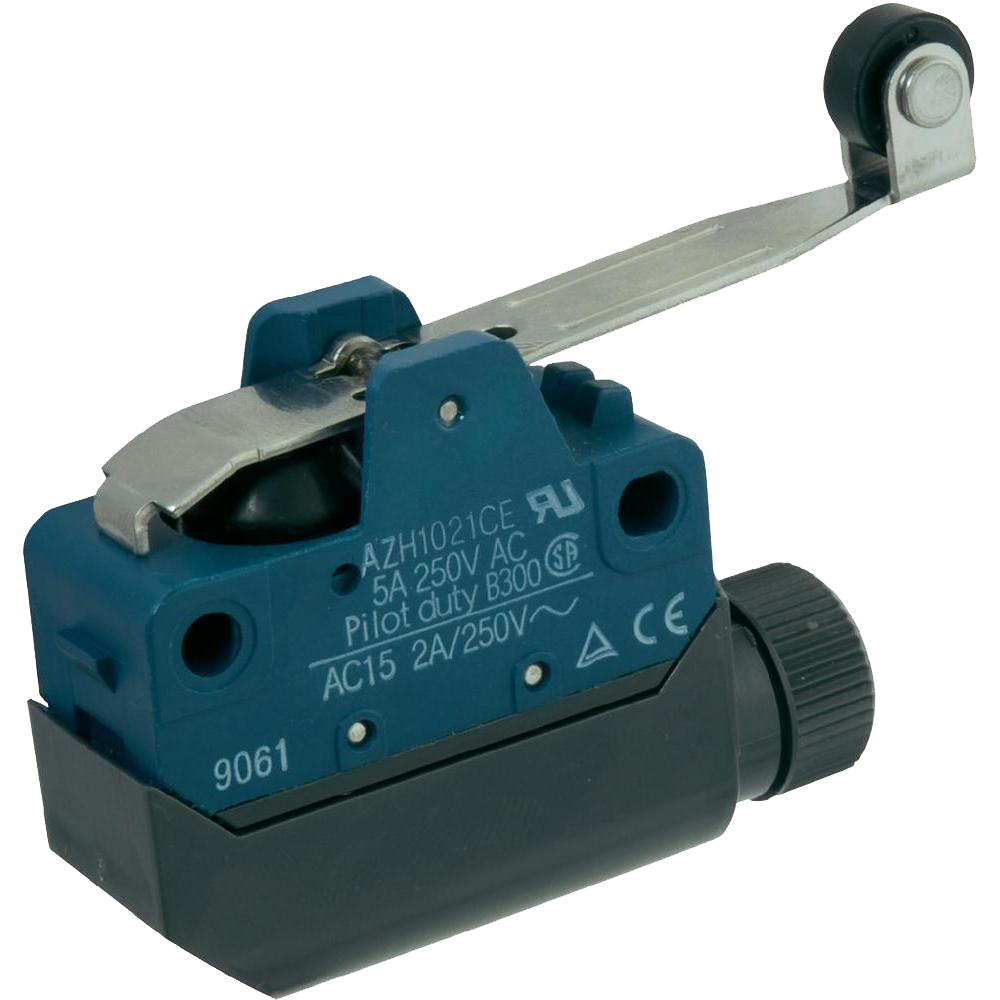 AZH1021CE
5A 250V AC
Pilot duty B300
AC15 2A/250V~
CE
9061